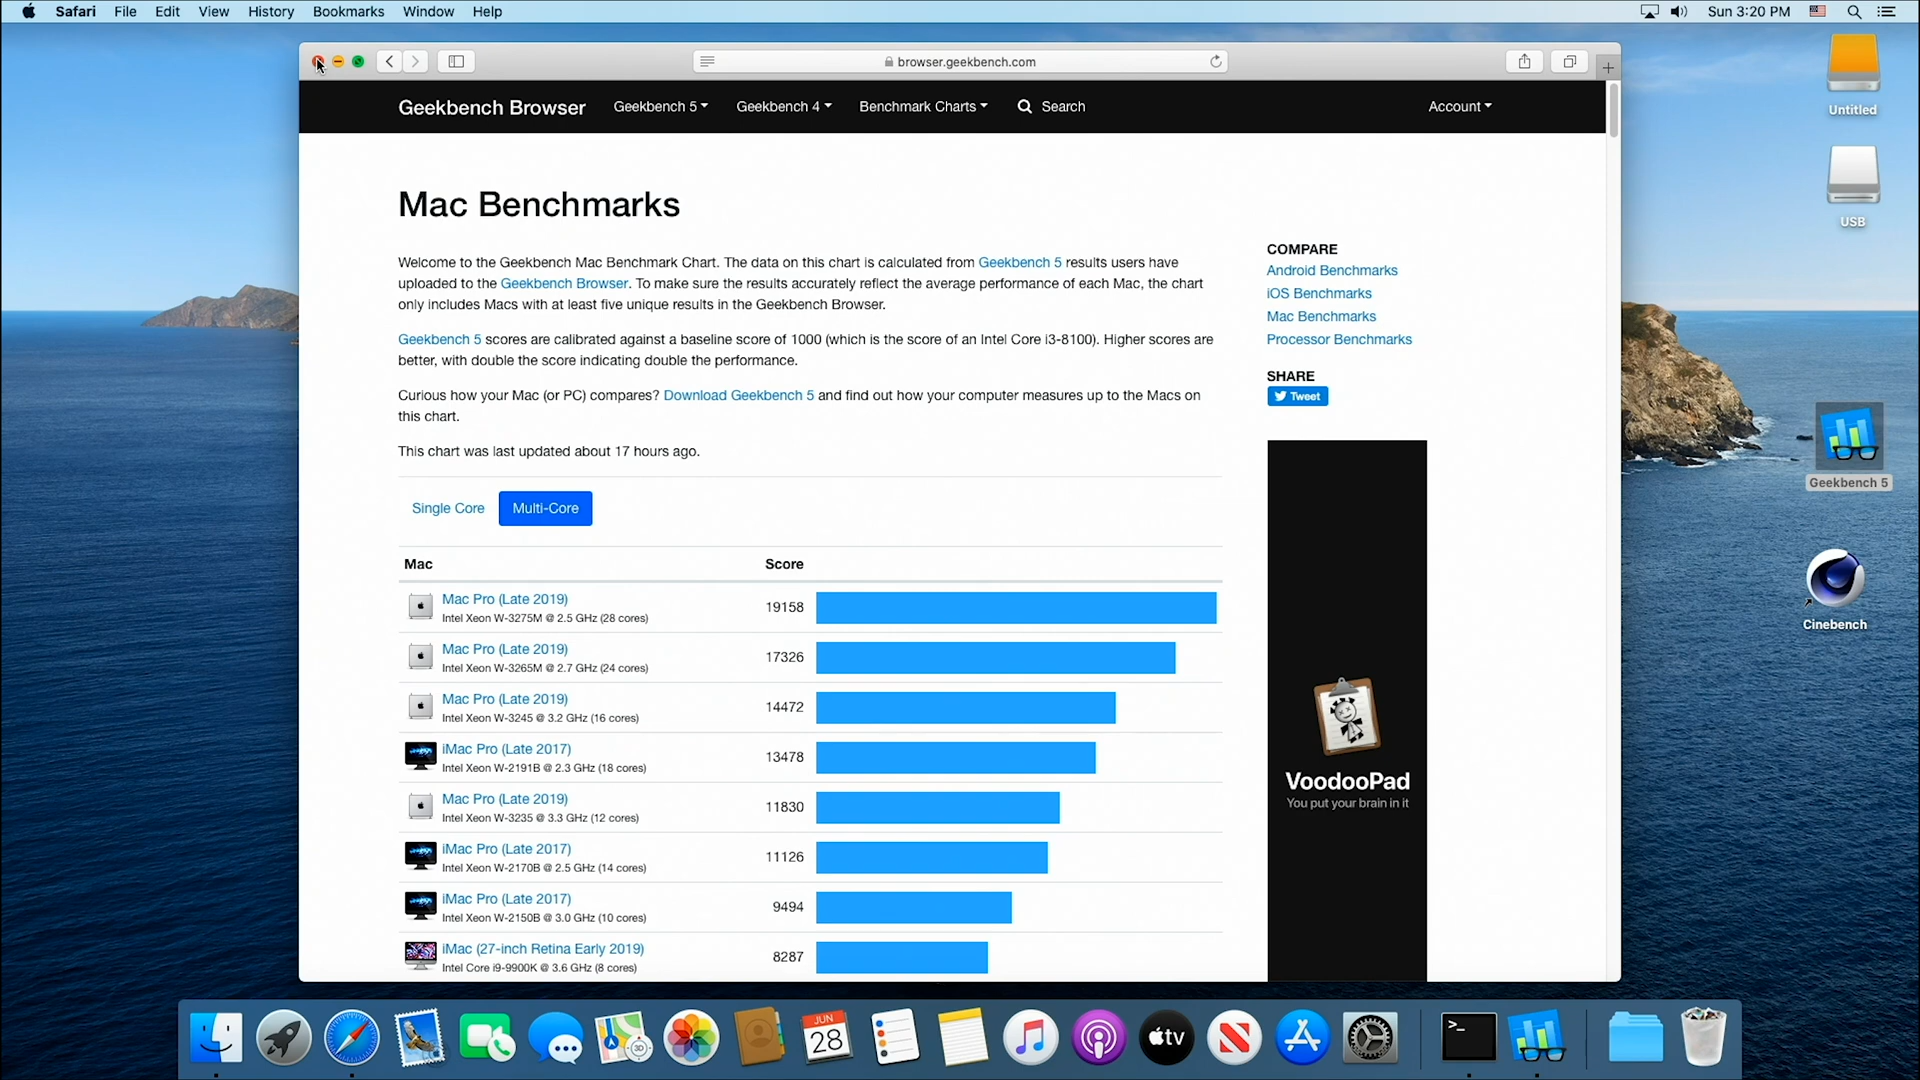 Safari File Edit View History Bookmarks Window Help
Sun 3:20 PM
browser.geekbench.com
Untitled
Geekbench Browser Geekbench 5 Geekbench 4 Benchmark Charts Search Account
USB
Mac Benchmarks
Welcome to the Geekbench Mac Benchmark Chart. The data on this chart is calculated from Geekbench 5 results users have
uploaded to the Geekbench Browser. To make sure the results accurately reflect the average performance of each Mac, the chart
only includes Macs with at least five unique results in the Geekbench Browser.
Geekbench 5 scores are calibrated against a baseline score of 1000 (which is the score of an Intel Core i3-8100). Higher scores are
better, with double the score indicating double the performance.
Curious how your Mac (or PC) compares? Download Geekbench 5 and find out how your computer measures up to the Macs on
this chart.
This chart was last updated about 17 hours ago.
COMPARE
Android Benchmarks
iOS Benchmarks
Mac Benchmarks
Processor Benchmarks
SHARE
Tweet
Single Core Multi-Core
Mac Score
Mac Pro (Late 2019)
Intel Xeon W-3275M @ 2.5 GHz (28 cores)
19158
Mac Pro (Late 2019)
Intel Xeon W-3265M @ 2.7 GHz (24 cores)
17326
Mac Pro (Late 2019)
Intel Xeon W-3245 @ 3.2 GHz (16 cores)
14472
iMac Pro (Late 2017)
Intel Xeon W-2191B @ 2.3 GHz (18 cores)
13478
Mac Pro (Late 2019)
Intel Xeon W-3235 @ 3.3 GHz (12 cores)
11830
iMac Pro (Late 2017)
Intel Xeon W-2170B @ 2.5 GHz (14 cores)
11126
iMac Pro (Late 2017)
Intel Xeon W-2150B @ 3.0 GHz (10 cores)
9494
iMac (27-inch Retina Early 2019)
Intel Core i9-9900K @ 3.6 GHz (8 cores)
8287
VoodooPad
You put your brain in it
Geekbench 5
Cinebench
3D
JUN
28
tv
>_